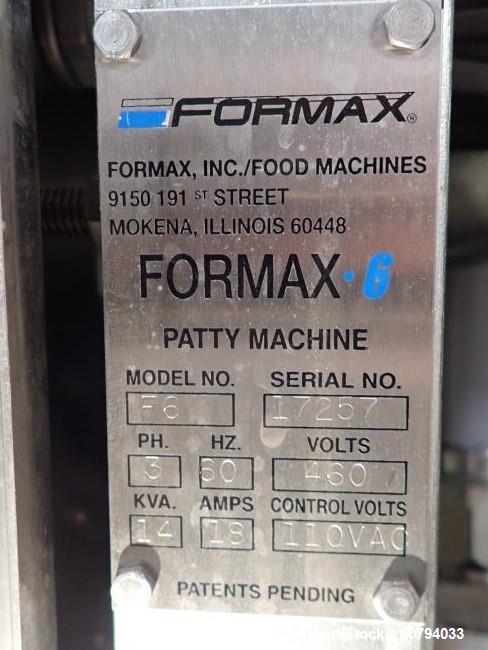 FORMAX®
FORMAX, INC./FOOD MACHINES
9150 191 ST STREET
MOKENA, ILLINOIS 60448
FORMAX·6
PATTY MACHINE
MODEL NO. SERIAL NO.
F6 17257
PH. HZ. VOLTS
3 60 460
KVA. AMPS CONTROL VOLTS
14 18 110VAC
PATENTS PENDING